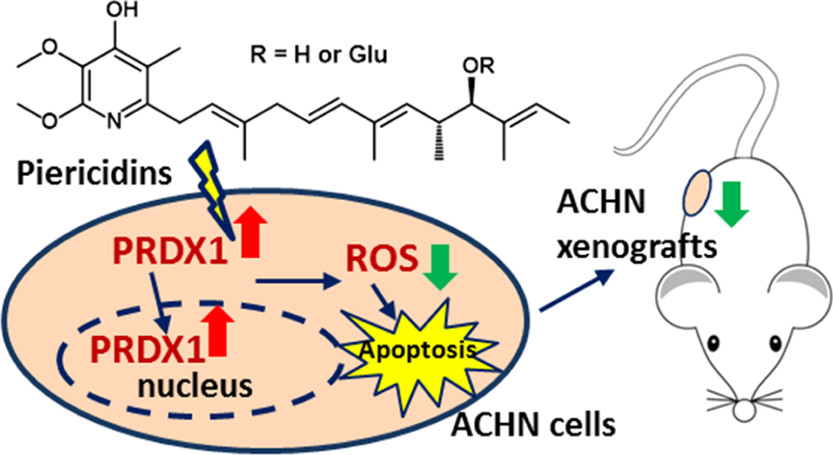 OH
O
R = H or Glu
OR
O
N
Piericidins
PRDX1
ROS
ACHN
xenografts
PRDX1
Apoptosis
nucleus
ACHN cells